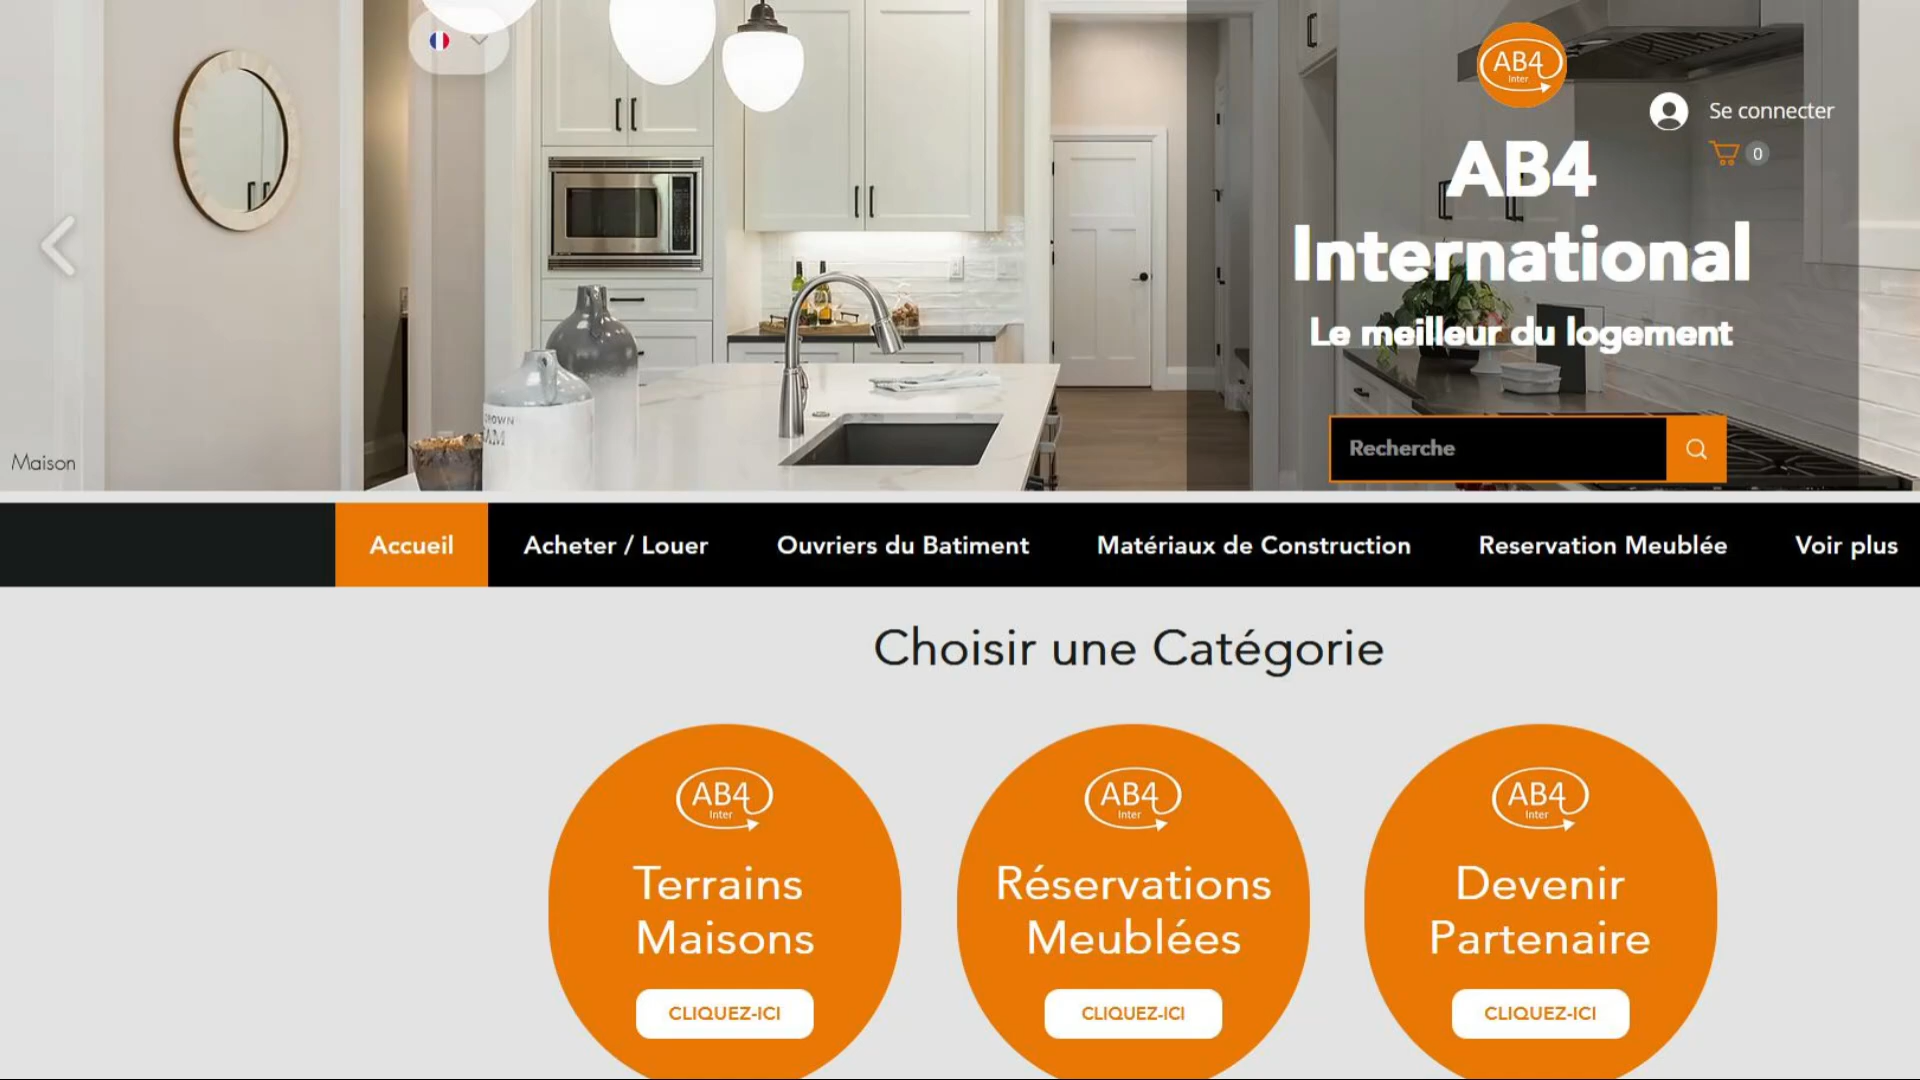 AB4
Inter
Se connecter
0
AB4
International
Le meilleur du logement
Recherche
Maison
Accueil
Acheter / Louer
Ouvriers du Batiment
Matériaux de Construction
Reservation Meublée
Voir plus
Choisir une Catégorie
AB4
Inter
Terrains
Maisons
CLIQUEZ-ICI
AB4
Inter
Réservations
Meublées
CLIQUEZ-ICI
AB4
Inter
Devenir
Partenaire
CLIQUEZ-ICI